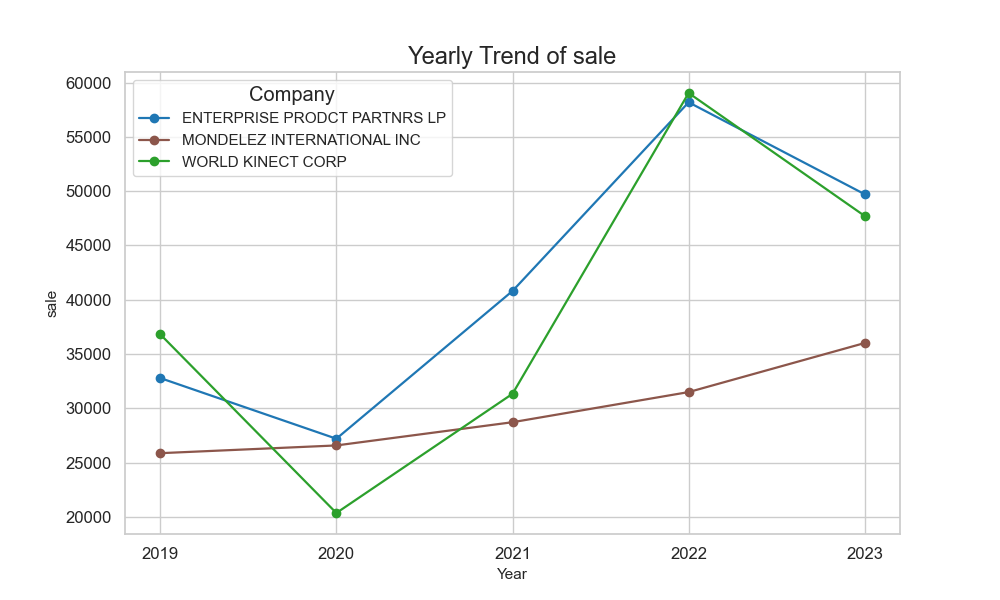 Yearly Trend of sale
Company
ENTERPRISE PRODCT PARTNRS LP
MONDELEZ INTERNATIONAL INC
WORLD KINECT CORP
60000
55000
50000
45000
40000
35000
30000
25000
20000
sale
2019 2020 2021 2022 2023
Year